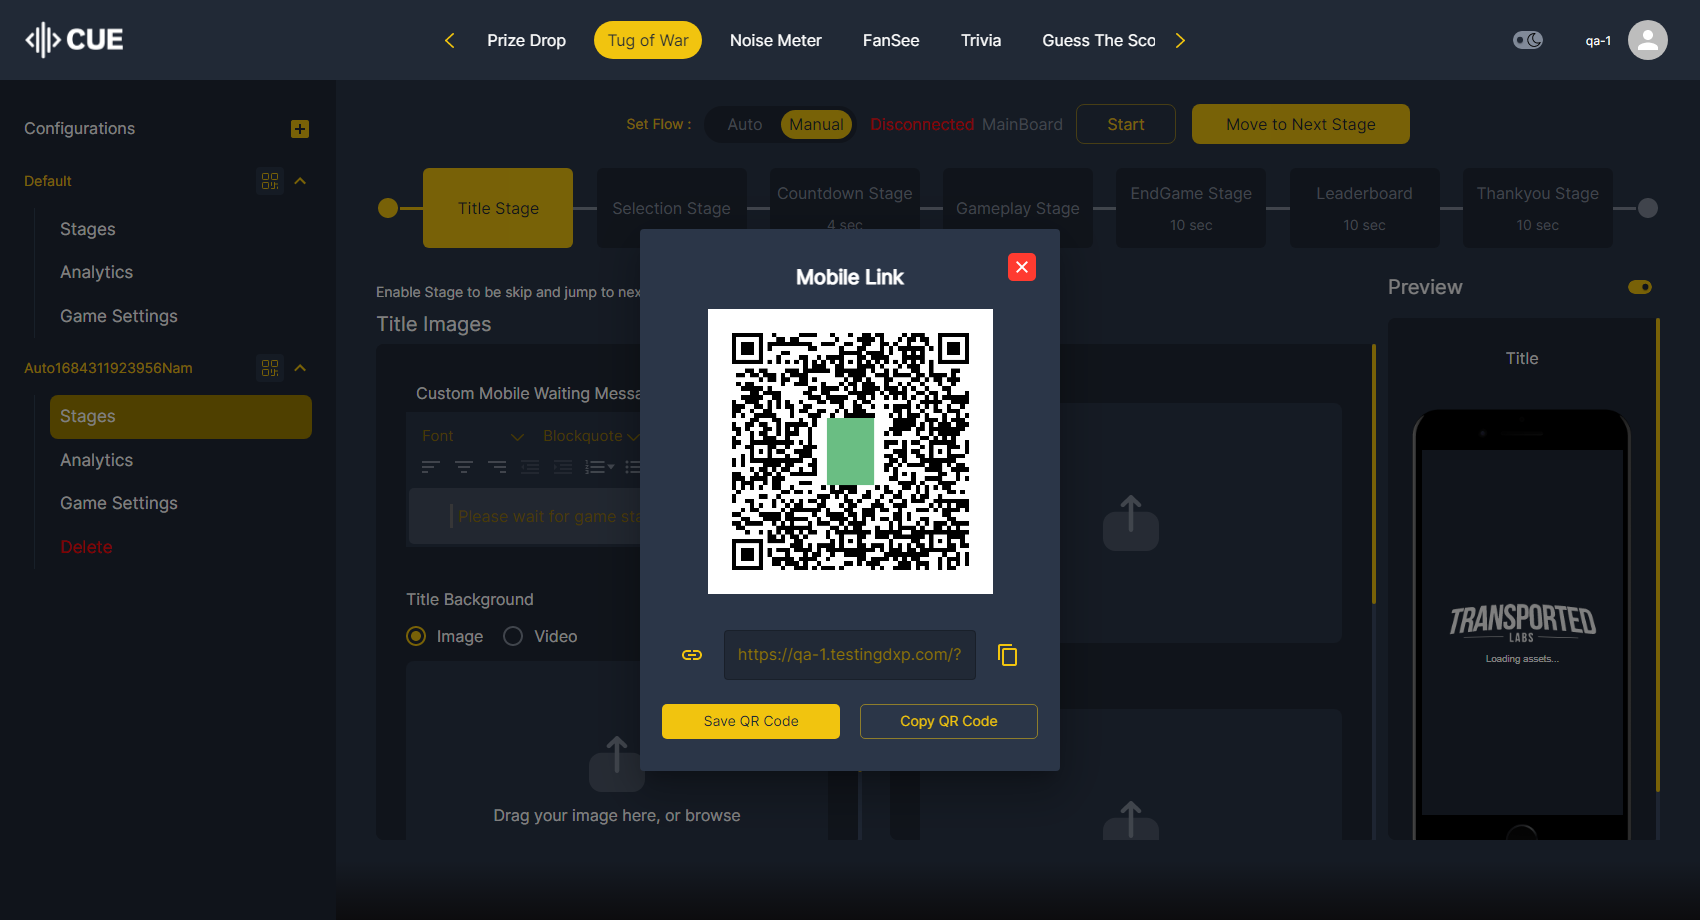 CUE
Prize Drop
Tug of War
Noise Meter
FanSee
Trivia
Guess The Sco
qa-1
Configurations
Default
Stages
Analytics
Game Settings
Auto1684311923956Nam
Stages
Analytics
Game Settings
Delete
Set Flow :
Auto
Manual
Disconnected MainBoard
Start
Move to Next Stage
Title Stage
Selection Stage
Countdown Stage
4 sec
Gameplay Stage
EndGame Stage
10 sec
Leaderboard
10 sec
Thankyou Stage
10 sec
Enable Stage to be skip and jump to nex
Title Images
Custom Mobile Waiting Messa
Font
Blockquote
Please wait for game sta
Title Background
Image
Video
Drag your image here, or browse
Mobile Link
https://qa-1.testingdxp.com/?
Save QR Code
Copy QR Code
Preview
Title
TRANSPORTED
LABS
Loading assets...